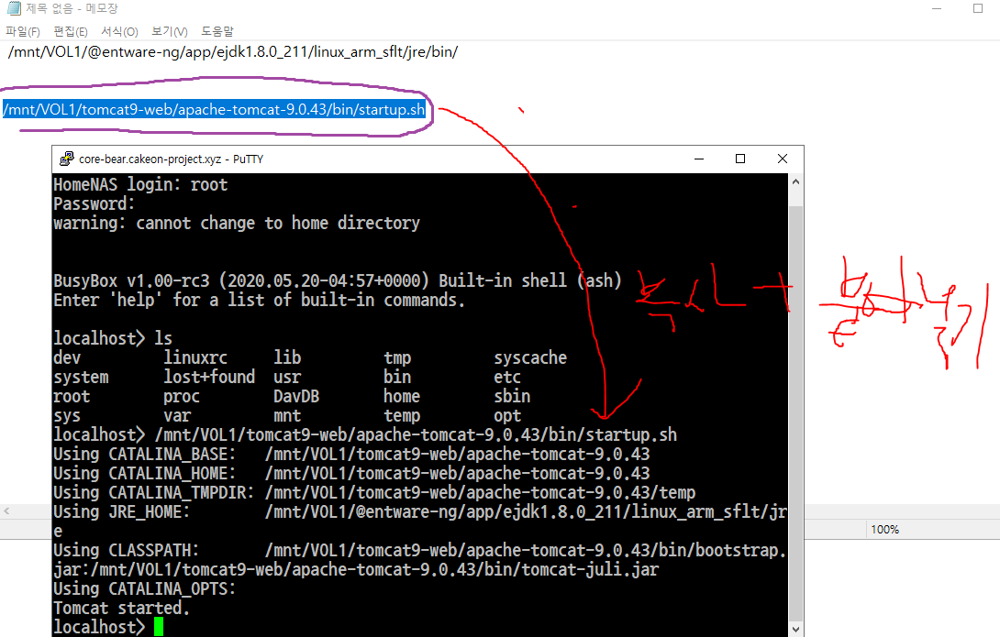 제목 없음 - 메모장
파일(F) 편집(E) 서식(O) 보기(V) 도움말
/mnt/VOL1/@entware-ng/app/ejdk1.8.0_211/linux_arm_sflt/jre/bin/
/mnt/VOL1/tomcat9-web/apache-tomcat-9.0.43/bin/startup.sh
core-bear.cakeon-project.xyz - PuTTY
HomeNAS login: root
Password:
warning: cannot change to home directory
BusyBox v1.00-rc3 (2020.05.20-04:57+0000) Built-in shell (ash)
Enter 'help' for a list of built-in commands.
localhost> ls
dev linuxrc lib tmp syscache
system lost+found usr bin etc
root proc DavDB home sbin
sys var mnt temp opt
localhost> /mnt/VOL1/tomcat9-web/apache-tomcat-9.0.43/bin/startup.sh
Using CATALINA_BASE: /mnt/VOL1/tomcat9-web/apache-tomcat-9.0.43
Using CATALINA_HOME: /mnt/VOL1/tomcat9-web/apache-tomcat-9.0.43
Using CATALINA_TMPDIR: /mnt/VOL1/tomcat9-web/apache-tomcat-9.0.43/temp
Using JRE_HOME: /mnt/VOL1/@entware-ng/app/ejdk1.8.0_211/linux_arm_sflt/jr
e
Using CLASSPATH: /mnt/VOL1/tomcat9-web/apache-tomcat-9.0.43/bin/bootstrap.
jar:/mnt/VOL1/tomcat9-web/apache-tomcat-9.0.43/bin/tomcat-juli.jar
Using CATALINA_OPTS:
Tomcat started.
localhost>
100%